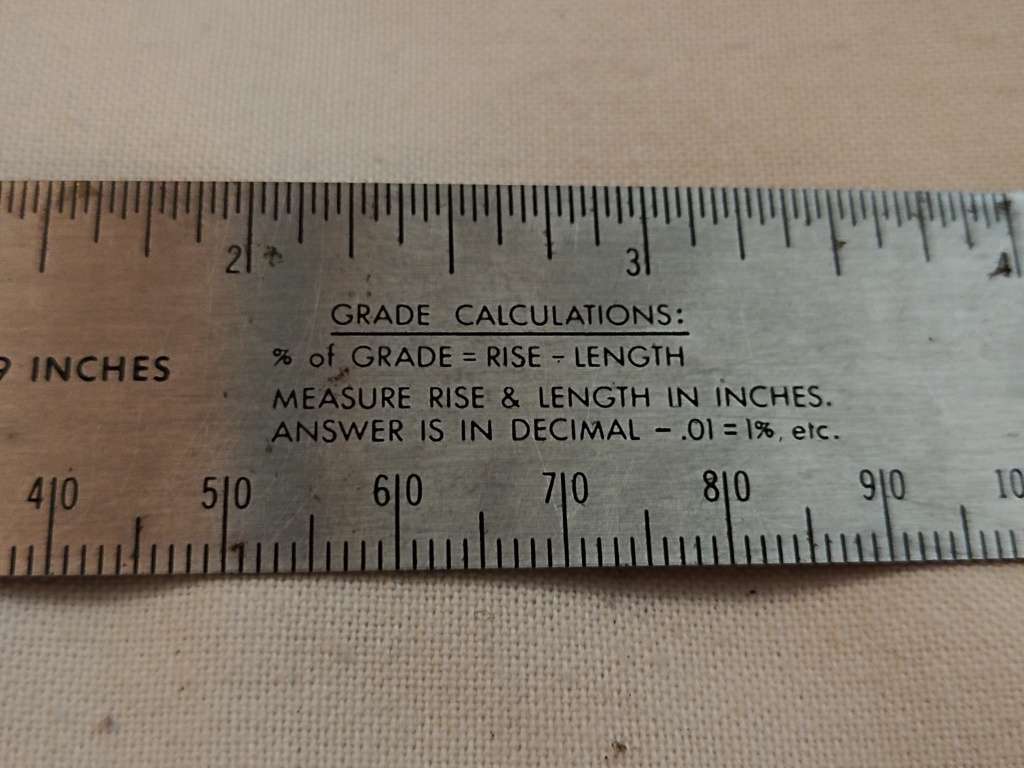 2 3 4
GRADE CALCULATIONS:
% of GRADE = RISE ÷ LENGTH
9 INCHES
MEASURE RISE & LENGTH IN INCHES.
ANSWER IS IN DECIMAL - .01 = 1%, etc.
40 50 60 70 80 90 10